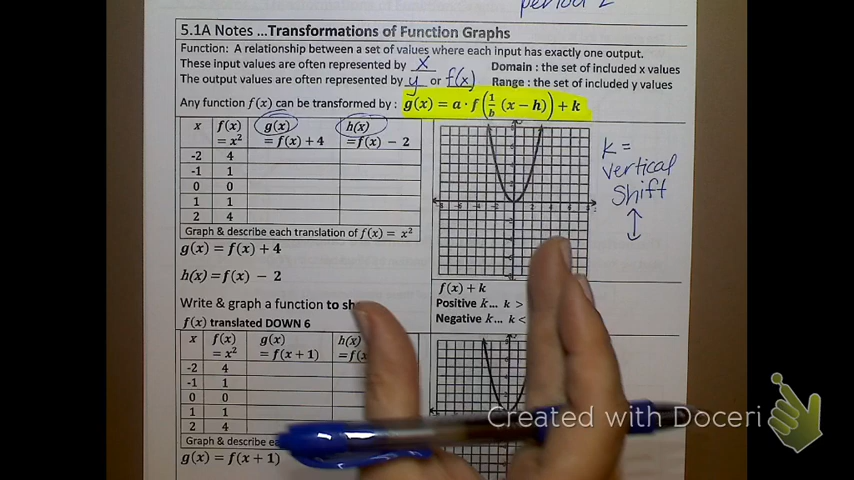 period 2
5.1A Notes ...Transformations of Function Graphs
Function: A relationship between a set of values where each input has exactly one output.
These input values are often represented by x
Domain : the set of included x values
The output values are often represented by y or f(x)
Range : the set of included y values
Any function f(x) can be transformed by : g(x) = a · f(1/b (x − h)) + k
x f(x) = x² g(x) = f(x) + 4 h(x) = f(x) − 2
-2 4
-1 1
0 0
1 1
2 4
k =
vertical
shift
Graph & describe each translation of f(x) = x²
g(x) = f(x) + 4
h(x) = f(x) − 2
f(x) + k
Positive k... k >
Negative k... k <
Write & graph a function to sh
f(x) translated DOWN 6
x f(x) = x² g(x) = f(x + 1) h(x) = f(x
-2 4
-1 1
0 0
1 1
2 4
Graph & describe ea
g(x) = f(x + 1)
Created with Doceri